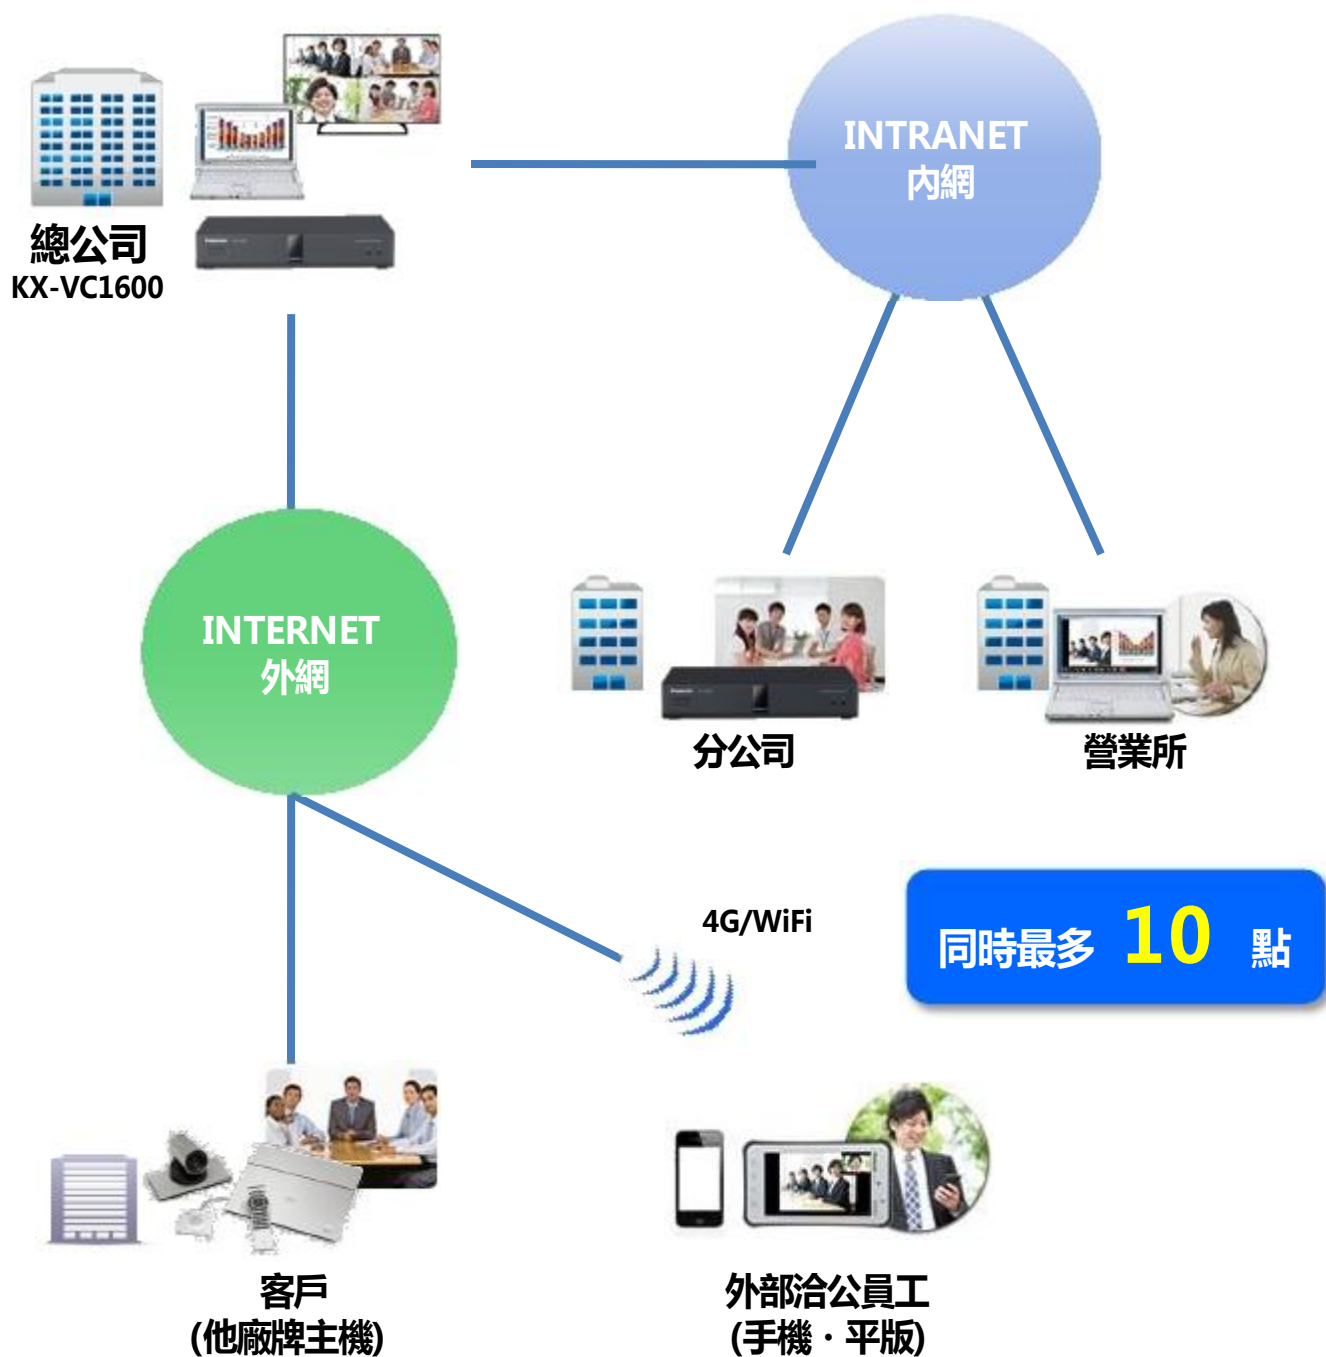 INTRANET
內網
總公司
KX-VC1600
INTERNET
外網
分公司
營業所
4G/WiFi
同時最多 10 點
客戶
(他廠牌主機)
外部洽公員工
(手機・平版)